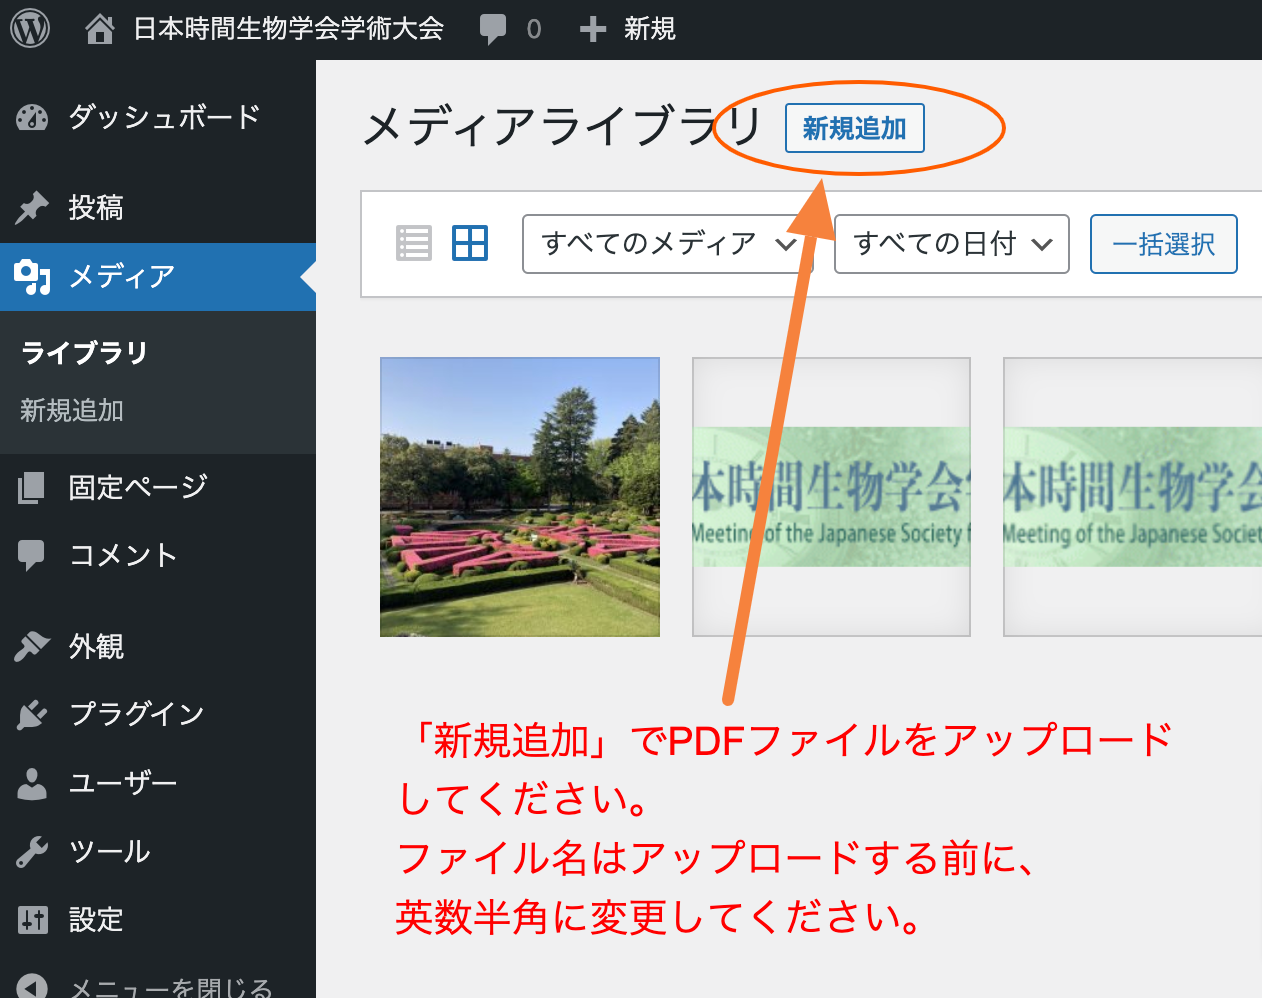 日本時間生物学会学術大会 0 新規
ダッシュボード
投稿
メディア
ライブラリ
新規追加
固定ページ
コメント
外観
プラグイン
ユーザー
ツール
設定
メニューを閉じる
メディアライブラリ 新規追加
すべてのメディア すべての日付 一括選択
本時間生物学会
Meeting of the Japanese Society f
本時間生物学会
Meeting of the Japanese Societ
「新規追加」でPDFファイルをアップロード
してください。
ファイル名はアップロードする前に、
英数半角に変更してください。